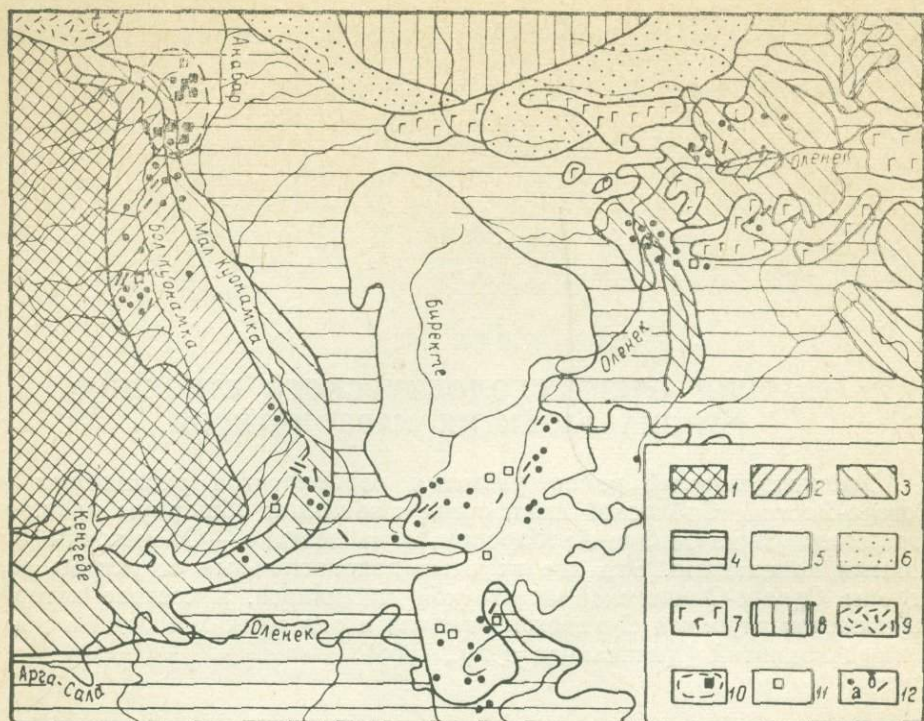 Анабар
Оленек
Мал Куонамка
Бол Куонамка
Биректе
Оленек
Кенгеде
Оленек
Арга-Сала
1
2
3
4
5
6
7
8
9
10
11
а
б
12